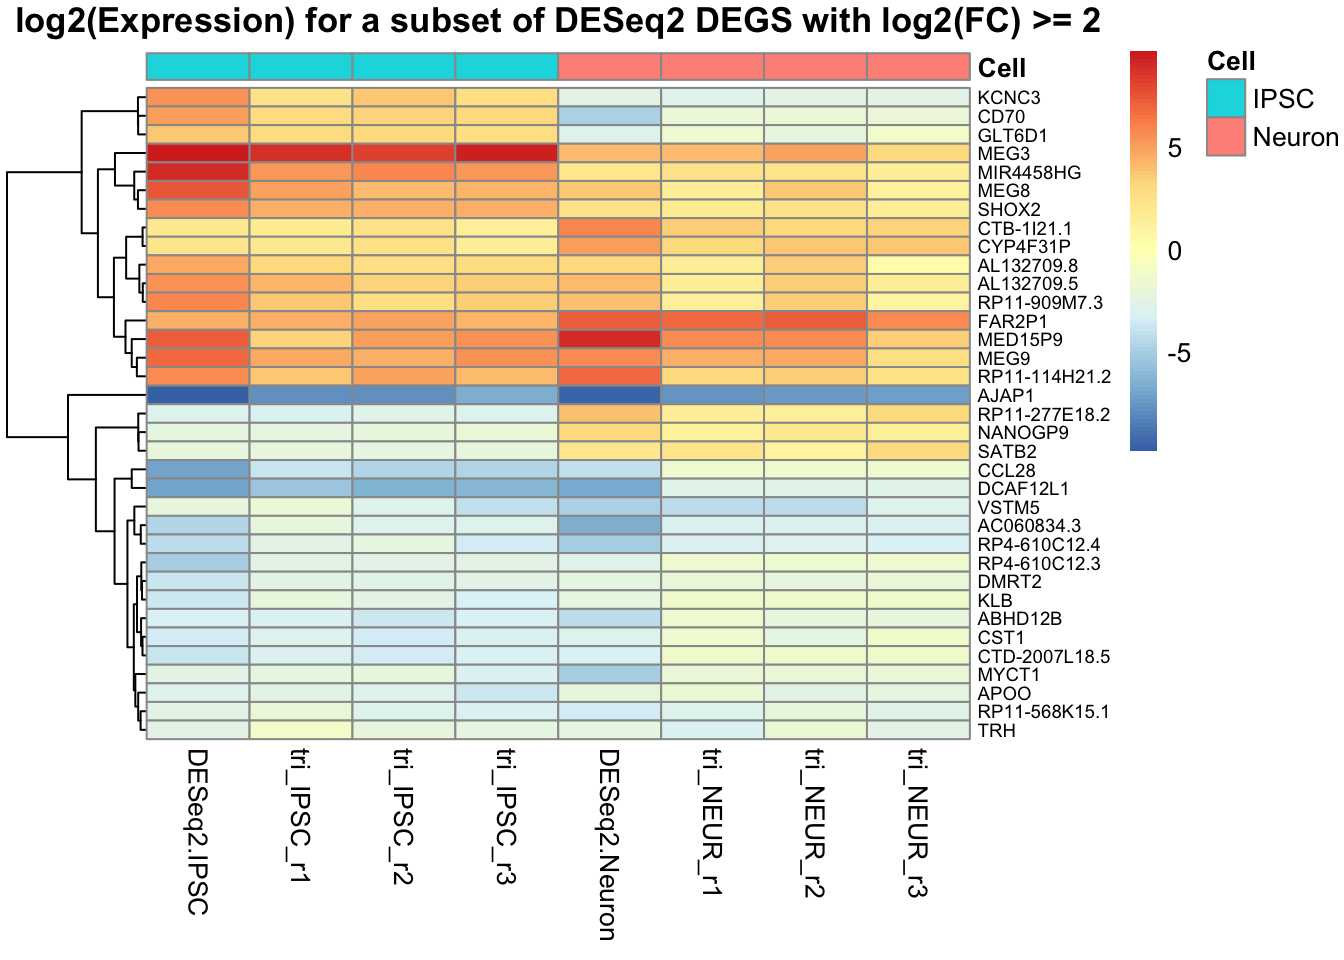 log2(Expression) for a subset of DESeq2 DEGS with log2(FC) >= 2
Cell
KCNC3
CD70
GLT6D1
MEG3
MIR4458HG
MEG8
SHOX2
CTB-1I21.1
CYP4F31P
AL132709.8
AL132709.5
RP11-909M7.3
FAR2P1
MED15P9
MEG9
RP11-114H21.2
AJAP1
RP11-277E18.2
NANOGP9
SATB2
CCL28
DCAF12L1
VSTM5
AC060834.3
RP4-610C12.4
RP4-610C12.3
DMRT2
KLB
ABHD12B
CST1
CTD-2007L18.5
MYCT1
APOO
RP11-568K15.1
TRH
5
0
-5
Cell
IPSC
Neuron
DESeq2.IPSC
tri_IPSC_r1
tri_IPSC_r2
tri_IPSC_r3
DESeq2.Neuron
tri_NEUR_r1
tri_NEUR_r2
tri_NEUR_r3